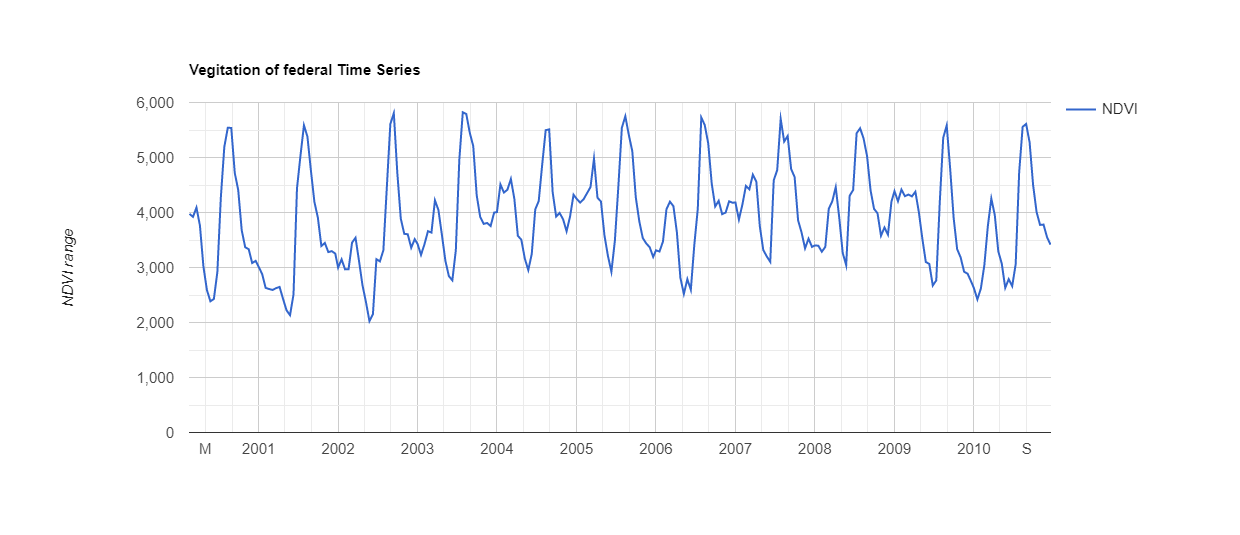 Vegitation of federal Time Series
NDVI
NDVI range
6,000
5,000
4,000
3,000
2,000
1,000
0
M 2001 2002 2003 2004 2005 2006 2007 2008 2009 2010 S